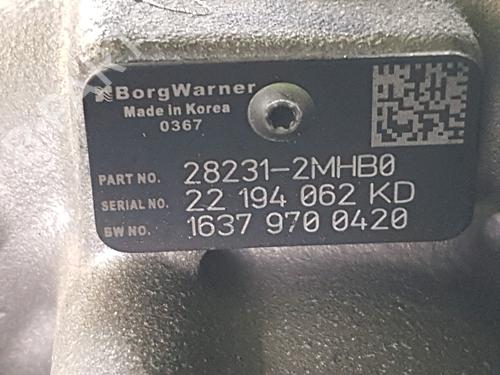 BorgWarner
Made in Korea
0367
PART NO. 28231-2MHB0
SERIAL NO. 22 194 062 KD
BW NO. 1637 970 0420